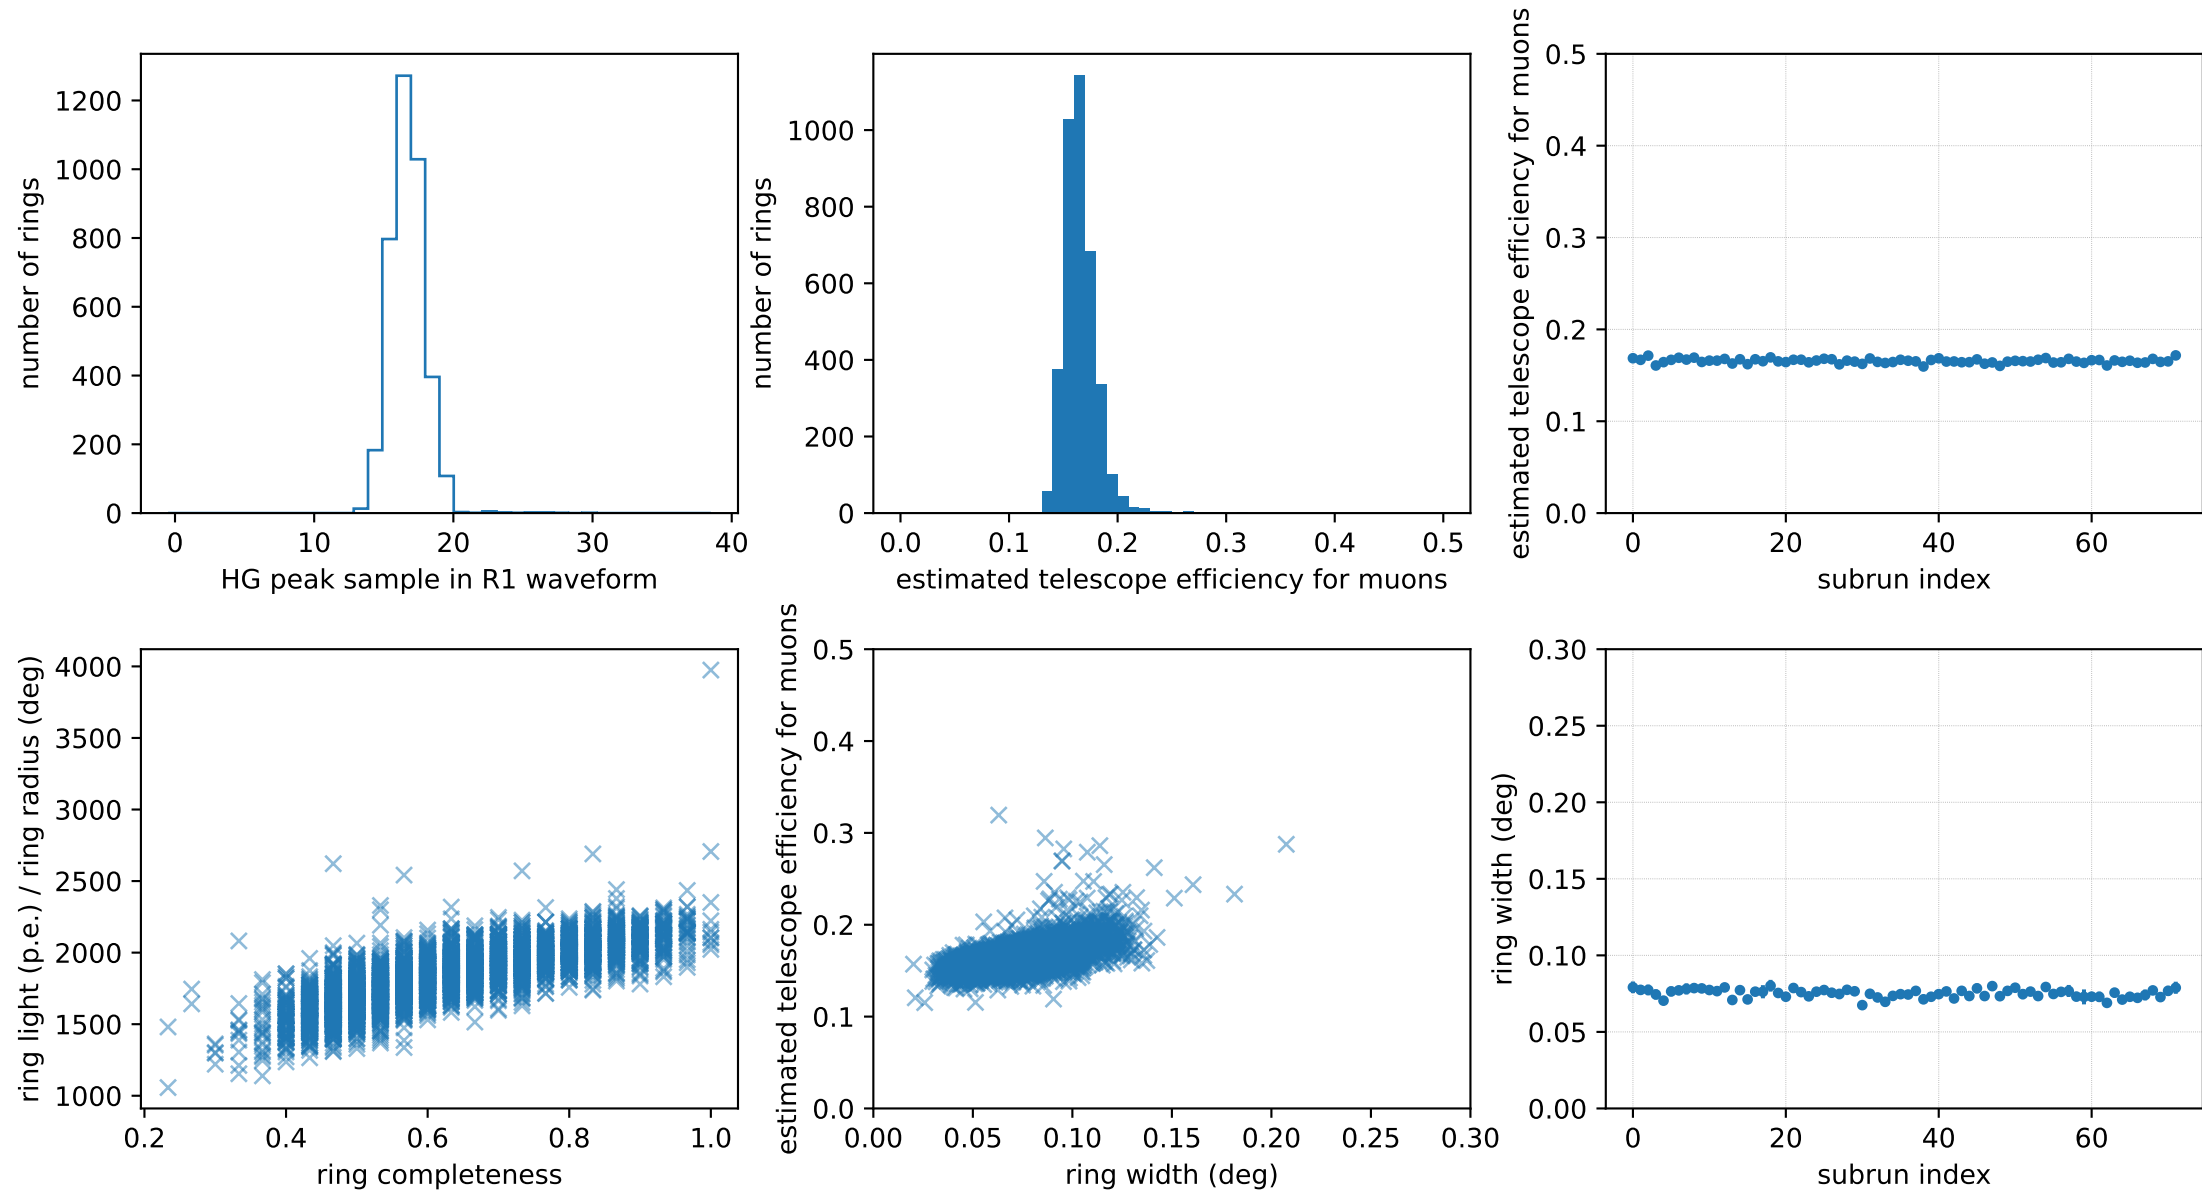 number of rings
1200
1000
800
600
400
200
0
0 10 20 30 40
HG peak sample in R1 waveform
number of rings
1000
800
600
400
200
0
0.0 0.1 0.2 0.3 0.4 0.5
estimated telescope efficiency for muons
estimated telescope efficiency for muons
0.5
0.4
0.3
0.2
0.1
0.0
0 20 40 60
subrun index
ring light (p.e.) / ring radius (deg)
4000
3500
3000
2500
2000
1500
1000
0.2 0.4 0.6 0.8 1.0
ring completeness
estimated telescope efficiency for muons
0.5
0.4
0.3
0.2
0.1
0.0
0.00 0.05 0.10 0.15 0.20 0.25 0.30
ring width (deg)
ring width (deg)
0.30
0.25
0.20
0.15
0.10
0.05
0.00
0 20 40 60
subrun index